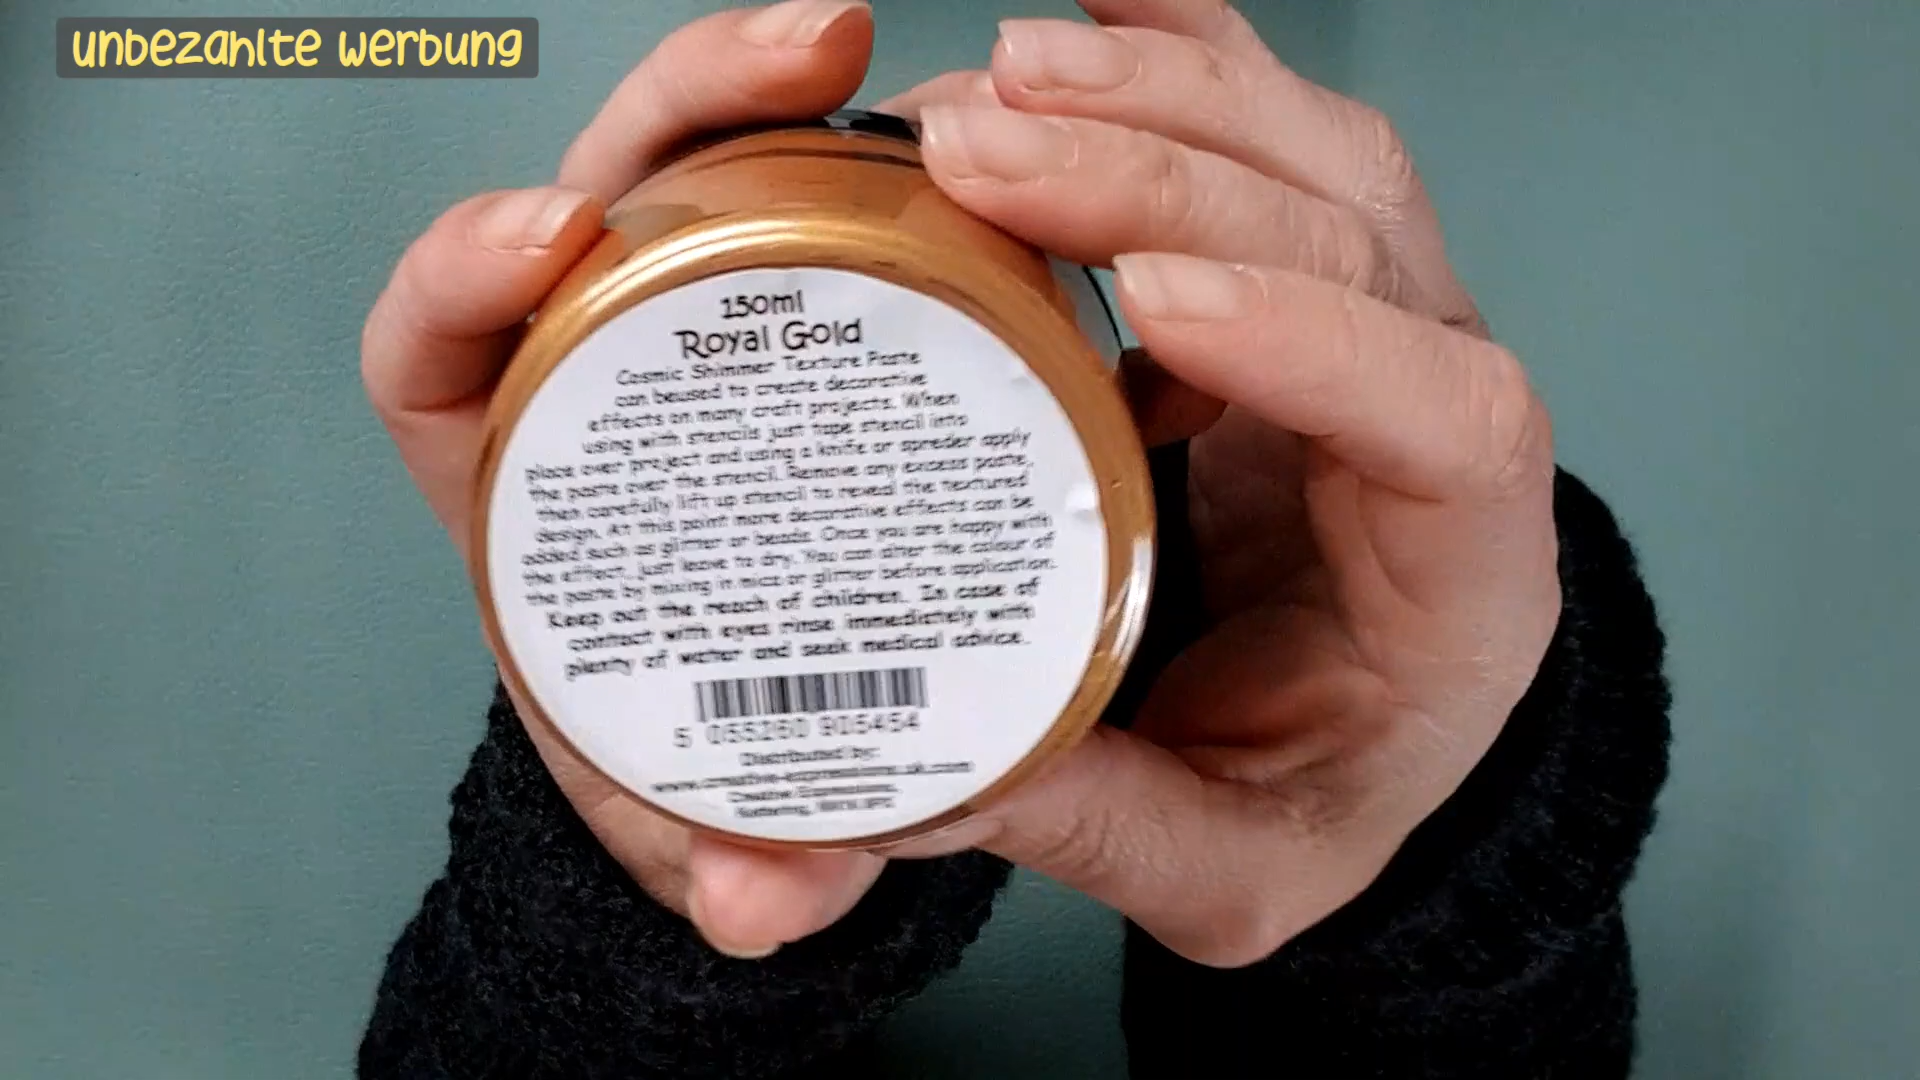 unbezahlte werbung
150ml
Royal Gold
Cosmic Shimmer Texture Paste
can beused to create decorative
effects on many craft projects. When
using with stencils just tape stencil into
place over project and using a knife or spreder apply
the paste over the stencil. Remove any excess paste,
then carefully lift up stencil to reveal the textured
design. At this point more decorative effects can be
added such as glitter or beads. Once you are happy with
the effect, just leave to dry. You can alter the colour of
the paste by mixing in mica or glitter before application.
Keep out the reach of children. In case of
contact with eyes rinse immediately with
plenty of water and seek medical advice.
5 055260 905454
Distributed by:
Creative Expressions,